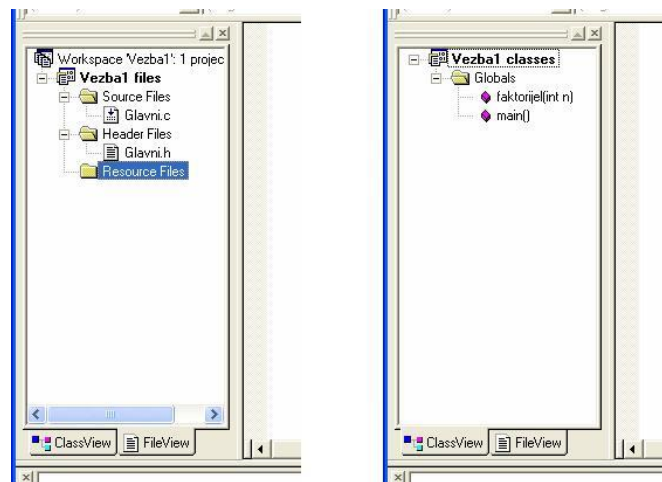 Workspace 'Vezba1': 1 projec
Vezba1 files
Source Files
Glavni.c
Header Files
Glavni.h
Resource Files
ClassView
FileView
Vezba1 classes
Globals
faktorijel(int n)
main()
ClassView
FileView